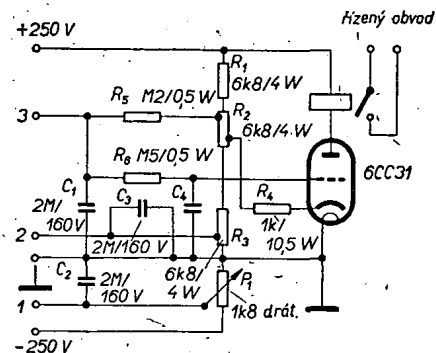 +250 V
Řízený obvod
R1
6k8/4 W
R5 M2/0,5 W
3
R2
6k8/4 W
R6 M5/0,5 W
6CC31
C1
C3
C4
R4
2M/
160 V
1k/
10,5 W
2
2M/160 V
R3
C2
2M/
160 V
6k8/
4 W
P1
1
1k8 drát.
-250 V